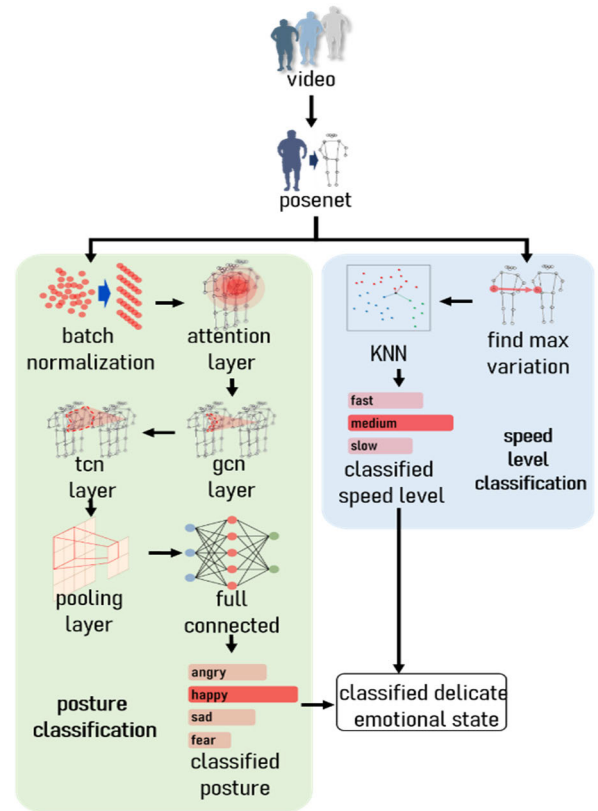 video
posenet
batch
normalization
attention
layer
tcn
layer
gcn
layer
pooling
layer
full
connected
posture
classification
angry
happy
sad
fear
classified
posture
KNN
find max
variation
fast
medium
slow
classified
speed level
speed
level
classification
classified delicate
emotional state